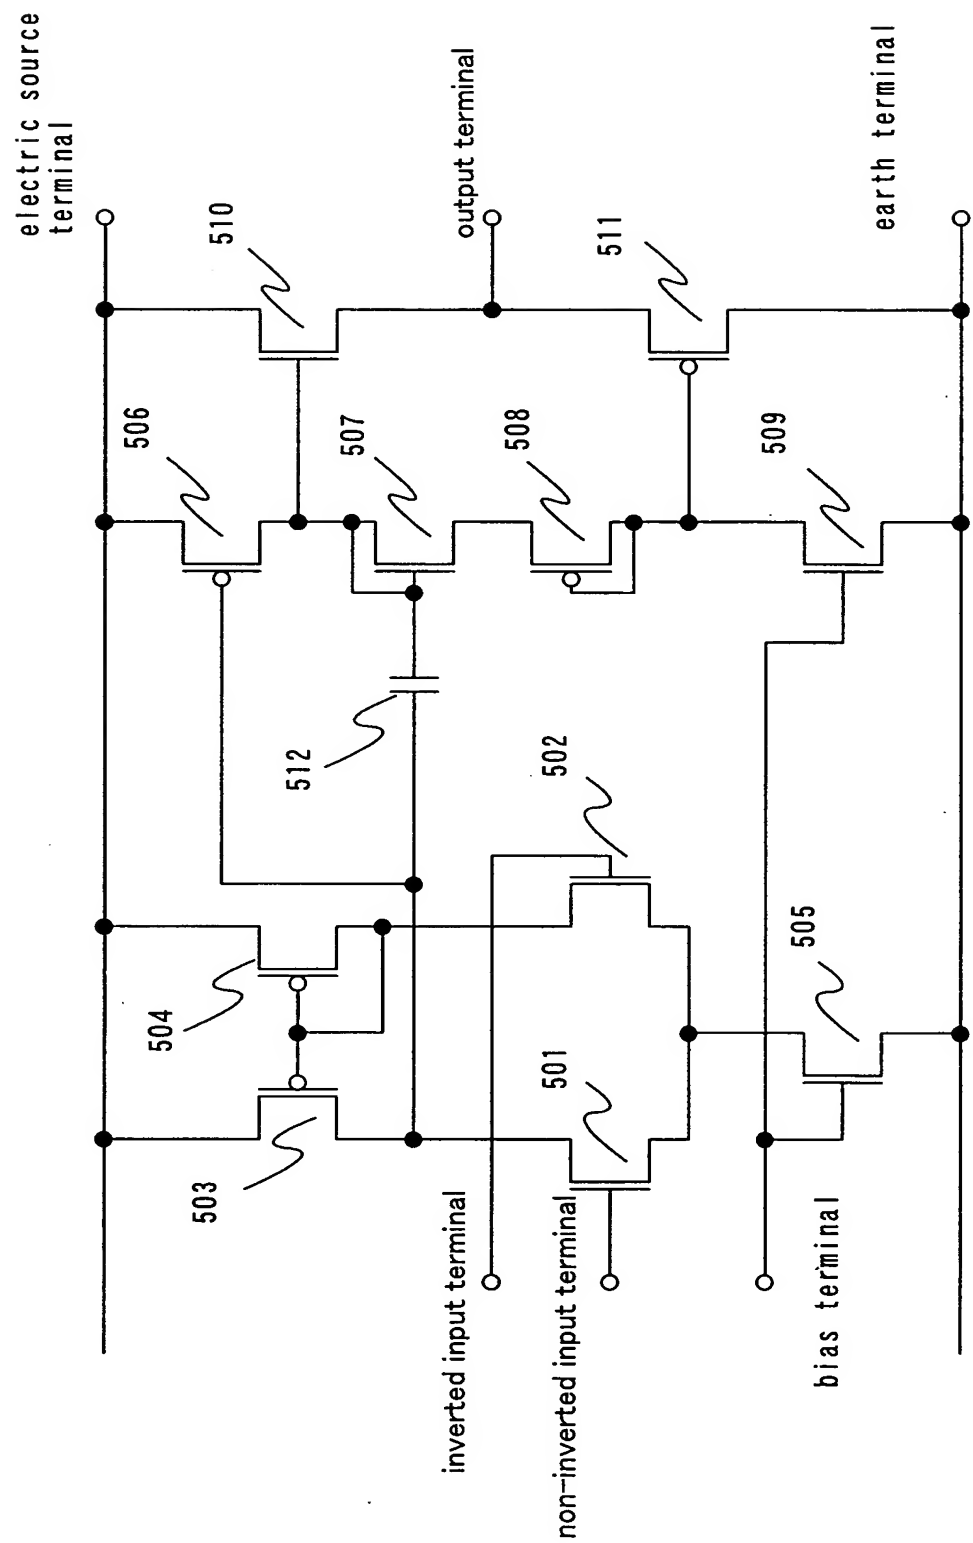 electric source
terminal
output terminal
earth terminal
510
511
506
507
508
509
512
502
504
505
501
503
inverted input terminal
non-inverted input terminal
bias terminal